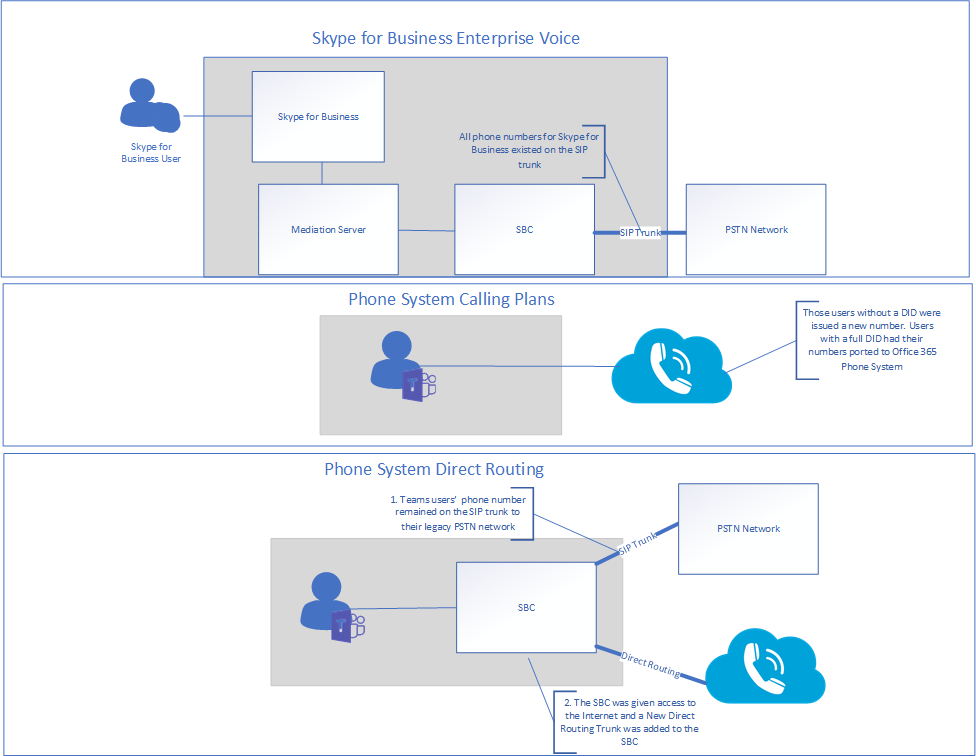 Skype for Business Enterprise Voice
Skype for Business
Skype for
Business User
All phone numbers for Skype for
Business existed on the SIP
trunk
Mediation Server
SBC
SIP Trunk
PSTN Network
Phone System Calling Plans
Those users without a DID were
issued a new number. Users
with a full DID had their
numbers ported to Office 365
Phone System
T
Phone System Direct Routing
1. Teams users' phone number
remained on the SIP trunk to
their legacy PSTN network
SIP Trunk
PSTN Network
SBC
T
Direct Routing
2. The SBC was given access to
the Internet and a New Direct
Routing Trunk was added to the
SBC